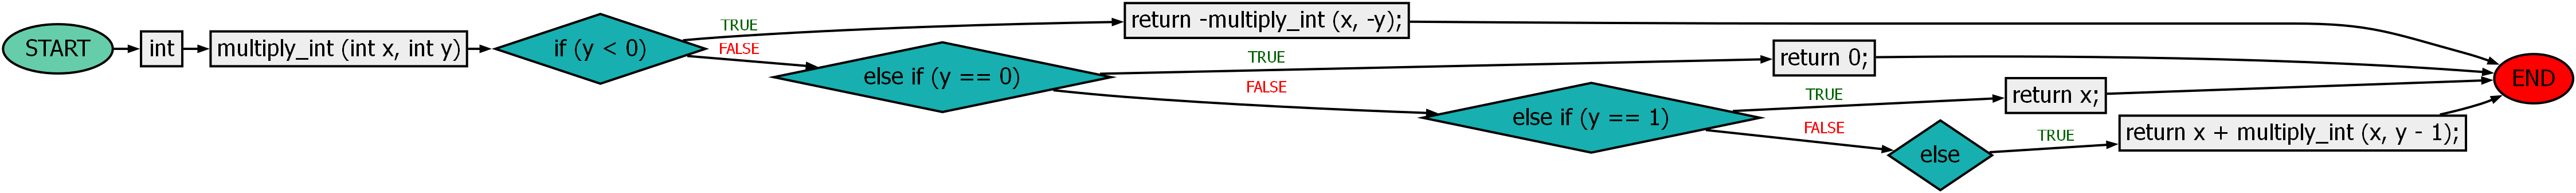 START
int
multiply_int (int x, int y)
if (y < 0)
TRUE
FALSE
return -multiply_int (x, -y);
else if (y == 0)
TRUE
FALSE
return 0;
else if (y == 1)
TRUE
FALSE
return x;
else
TRUE
return x + multiply_int (x, y - 1);
END